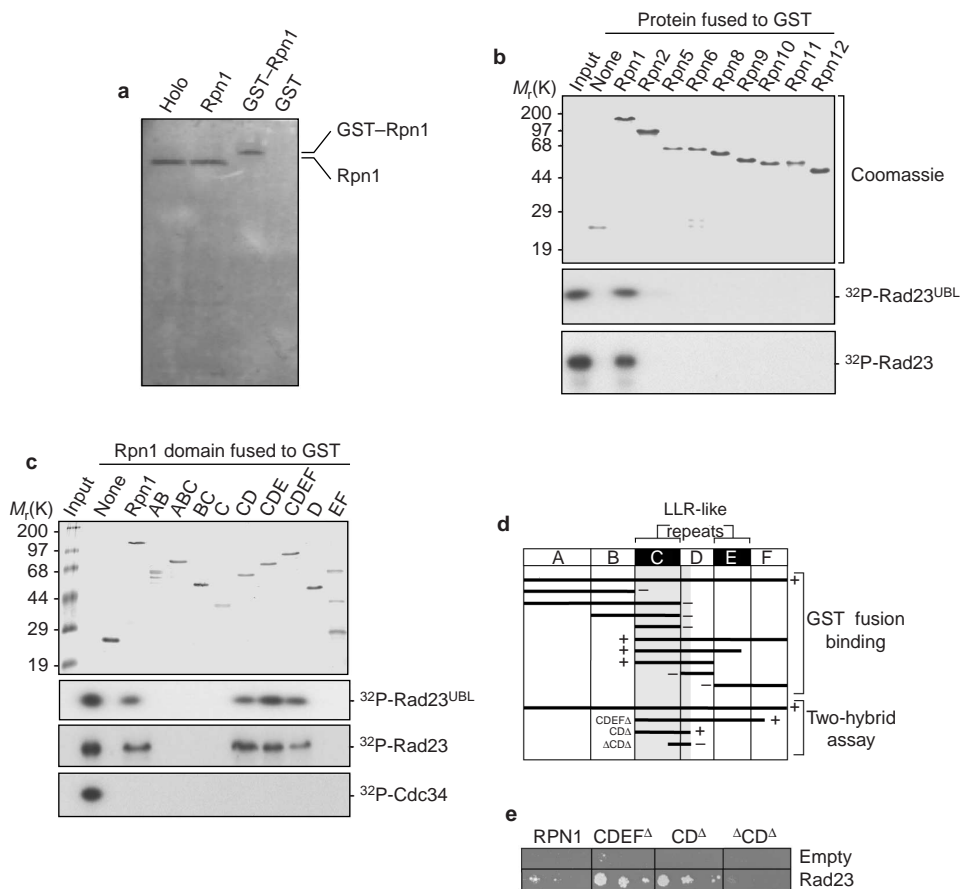 a
Holo
Rpn1
GST–Rpn1
GST
GST–Rpn1
Rpn1
b
Protein fused to GST
Input
None
Rpn1
Rpn2
Rpn5
Rpn6
Rpn8
Rpn9
Rpn10
Rpn11
Rpn12
Mr(K)
200
97
68
44
29
19
Coomassie
32P-Rad23UBL
32P-Rad23
c
Rpn1 domain fused to GST
Input
None
Rpn1
AB
ABC
BC
C
CD
CDE
CDEF
D
EF
Mr(K)
200
97
68
44
29
19
32P-Rad23UBL
32P-Rad23
32P-Cdc34
d
LLR-like
repeats
A B C D E F
+
–
–
–
–
+
+
+
–
–
GST fusion
binding
+
CDEFΔ +
CDΔ +
ΔCDΔ –
Two-hybrid
assay
e
RPN1 CDEFΔ CDΔ ΔCDΔ
Empty
Rad23